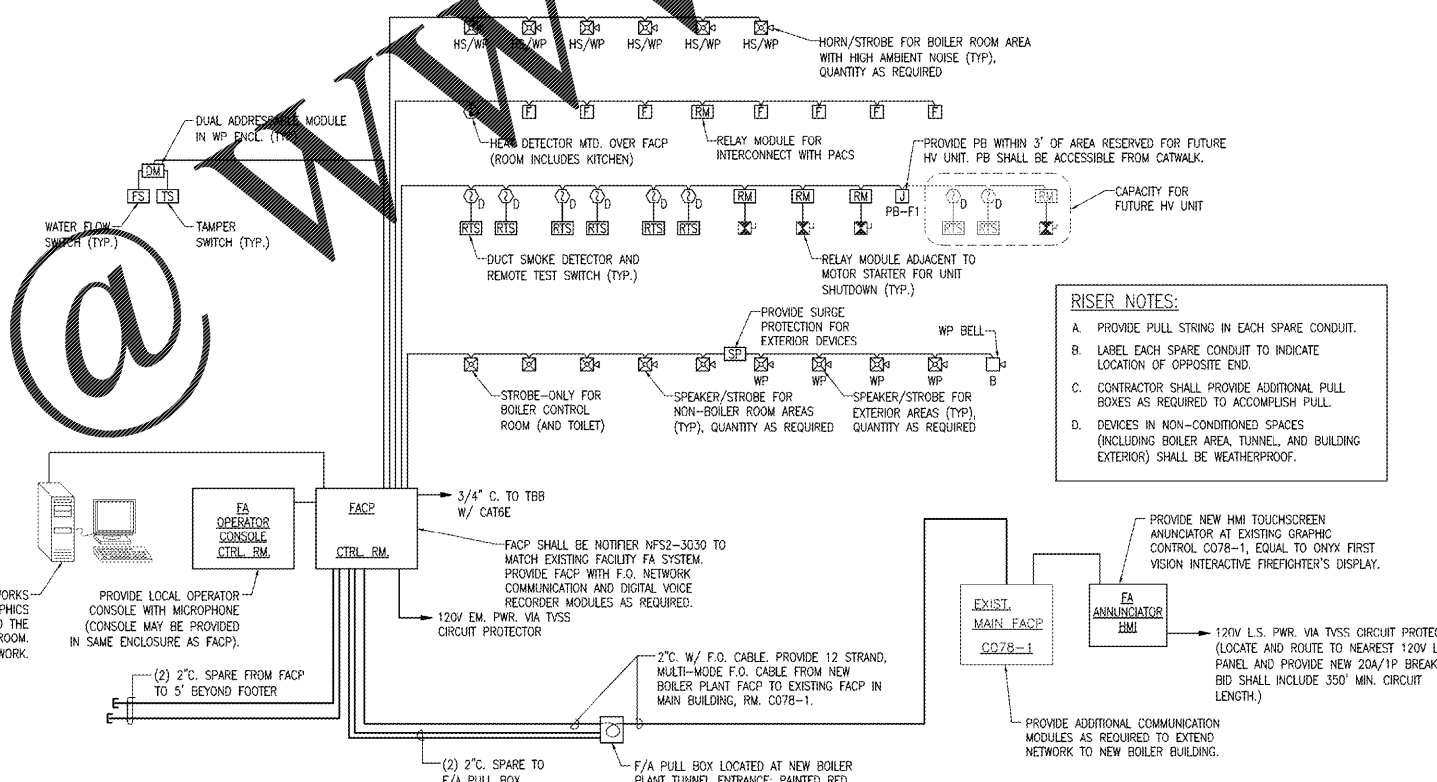 @ WWW
HS/WP HS/WP HS/WP HS/WP HS/WP HS/WP
HORN/STROBE FOR BOILER ROOM AREA
WITH HIGH AMBIENT NOISE (TYP),
QUANTITY AS REQUIRED
DUAL ADDRESSABLE MODULE
IN WP ENCL. (TYP.)
DM
FS TS
WATER FLOW
SWITCH (TYP.)
TAMPER
SWITCH (TYP.)
F F F RM F F F F
HEAT DETECTOR MTD. OVER FACP
(ROOM INCLUDES KITCHEN)
RELAY MODULE FOR
INTERCONNECT WITH PACS
PROVIDE PB WITHIN 3' OF AREA RESERVED FOR FUTURE
HV UNIT. PB SHALL BE ACCESSIBLE FROM CATWALK.
2 D 2 D 2 D 2 D 2 D 2 D RM RM RM J 2 D 2 D RM
PB-F1
RTS RTS RTS RTS RTS RTS RTS RTS
CAPACITY FOR
FUTURE HV UNIT
DUCT SMOKE DETECTOR AND
REMOTE TEST SWITCH (TYP.)
RELAY MODULE ADJACENT TO
MOTOR STARTER FOR UNIT
SHUTDOWN (TYP.)
PROVIDE SURGE
PROTECTION FOR
EXTERIOR DEVICES
WP BELL
SP
WP WP WP WP B
STROBE-ONLY FOR
BOILER CONTROL
ROOM (AND TOILET)
SPEAKER/STROBE FOR
NON-BOILER ROOM AREAS
(TYP), QUANTITY AS REQUIRED
SPEAKER/STROBE FOR
EXTERIOR AREAS (TYP),
QUANTITY AS REQUIRED
RISER NOTES:
A. PROVIDE PULL STRING IN EACH SPARE CONDUIT.
B. LABEL EACH SPARE CONDUIT TO INDICATE
LOCATION OF OPPOSITE END.
C. CONTRACTOR SHALL PROVIDE ADDITIONAL PULL
BOXES AS REQUIRED TO ACCOMPLISH PULL.
D. DEVICES IN NON-CONDITIONED SPACES
(INCLUDING BOILER AREA, TUNNEL, AND BUILDING
EXTERIOR) SHALL BE WEATHERPROOF.
FA
OPERATOR
CONSOLE
CTRL. RM.
FACP
CTRL. RM.
3/4" C. TO TBB
W/ CAT6E
FACP SHALL BE NOTIFIER NFS2-3030 TO
MATCH EXISTING FACILITY FA SYSTEM.
PROVIDE FACP WITH F.O. NETWORK
COMMUNICATION AND DIGITAL VOICE
RECORDER MODULES AS REQUIRED.
120V EM. PWR. VIA TVSS
CIRCUIT PROTECTOR
ORKS
PHICS
O THE
ROOM.
WORK.
PROVIDE LOCAL OPERATOR
CONSOLE WITH MICROPHONE
(CONSOLE MAY BE PROVIDED
IN SAME ENCLOSURE AS FACP).
(2) 2"C. SPARE FROM FACP
TO 5' BEYOND FOOTER
2"C. W/ F.O. CABLE. PROVIDE 12 STRAND,
MULTI-MODE F.O. CABLE FROM NEW
BOILER PLANT FACP TO EXISTING FACP IN
MAIN BUILDING, RM. C078-1.
(2) 2"C. SPARE TO
F/A PULL BOX
F/A PULL BOX LOCATED AT NEW BOILER
PLANT TUNNEL ENTRANCE; PAINTED RED
PROVIDE NEW HMI TOUCHSCREEN
ANUNCIATOR AT EXISTING GRAPHIC
CONTROL C078-1, EQUAL TO ONYX FIRST
VISION INTERACTIVE FIREFIGHTER'S DISPLAY.
EXIST.
MAIN FACP
C078-1
FA
ANNUNCIATOR
HMI
120V L.S. PWR. VIA TVSS CIRCUIT PROTEC
(LOCATE AND ROUTE TO NEAREST 120V L
PANEL AND PROVIDE NEW 20A/1P BREAK
BID SHALL INCLUDE 350' MIN. CIRCUIT
LENGTH.)
PROVIDE ADDITIONAL COMMUNICATION
MODULES AS REQUIRED TO EXTEND
NETWORK TO NEW BOILER BUILDING.